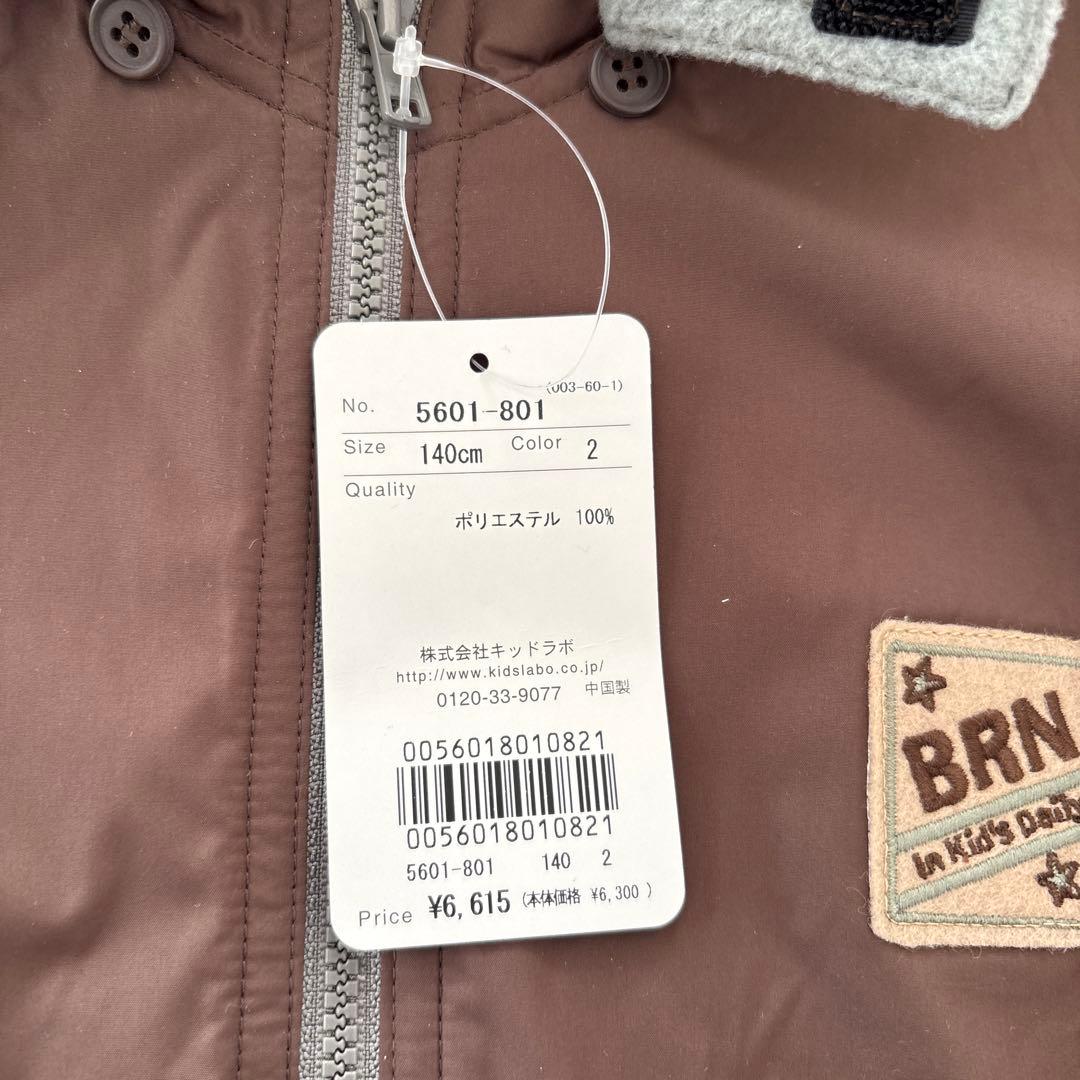 (003-60-1)
No. 5601-801
Size 140cm Color 2
Quality
ポリエステル 100%
株式会社キッドラボ
http://www.kidslabo.co.jp/
0120-33-9077 中国製
0056018010821
0056018010821
5601-801 140 2
Price ¥6,615 (本体価格 ¥6,300 )
BRN
In Kid's Daily